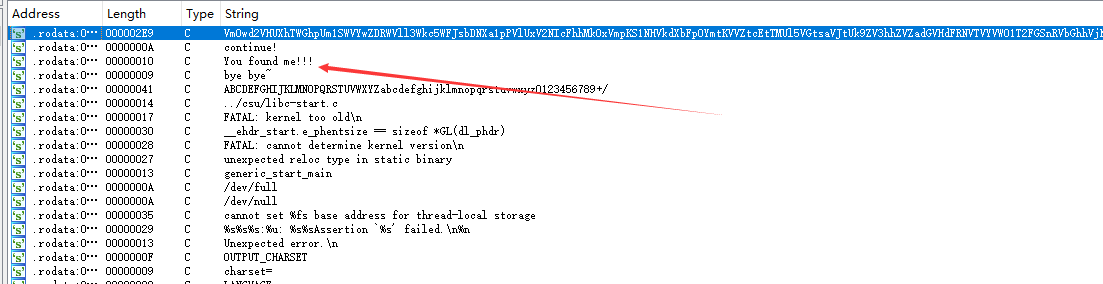 Address Length Type String
.rodata:0… 000002E9 C
.rodata:0… 0000000A C continue!
.rodata:0… 00000010 C You found me!!!
.rodata:0… 00000009 C bye bye~
.rodata:0… 00000041 C ABCDEFGHIJKLMNOPQRSTUVWXYZabcdefghijklmnopqrstuvwxyz0123456789+/
.rodata:0… 00000014 C ../csu/libc-start.c
.rodata:0… 00000017 C FATAL: kernel too old\n
.rodata:0… 00000030 C __ehdr_start.e_phentsize == sizeof *GL(dl_phdr)
.rodata:0… 00000028 C FATAL: cannot determine kernel version\n
.rodata:0… 00000027 C unexpected reloc type in static binary
.rodata:0… 00000013 C generic_start_main
.rodata:0… 0000000A C /dev/full
.rodata:0… 0000000A C /dev/null
.rodata:0… 00000035 C cannot set %fs base address for thread-local storage
.rodata:0… 00000029 C %s%s%s:%u: %s%sAssertion `%s' failed.\n%n
.rodata:0… 00000013 C Unexpected error.\n
.rodata:0… 0000000F C OUTPUT_CHARSET
.rodata:0… 00000009 C charset=